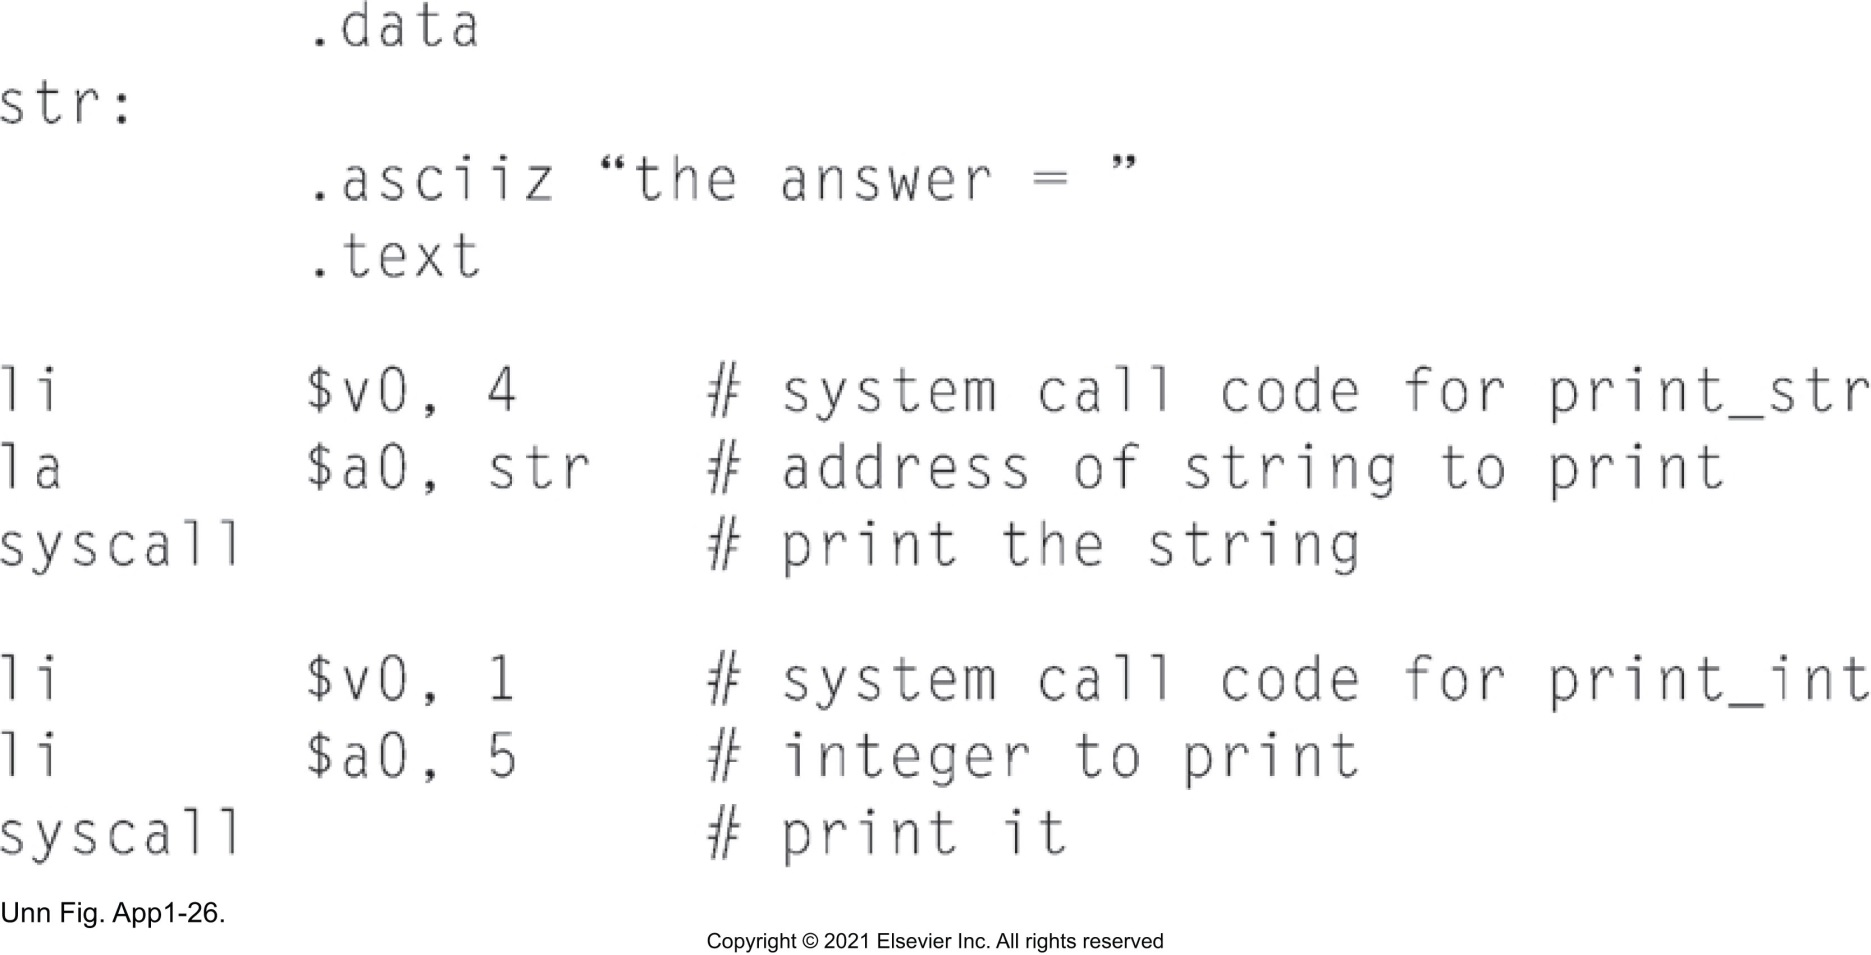 .data
str:
.asciiz “the answer = ”
.text
li $v0, 4 # system call code for print_str
la $a0, str # address of string to print
syscall # print the string
li $v0, 1 # system call code for print_int
li $a0, 5 # integer to print
syscall # print it
Unn Fig. App1-26.
Copyright © 2021 Elsevier Inc. All rights reserved